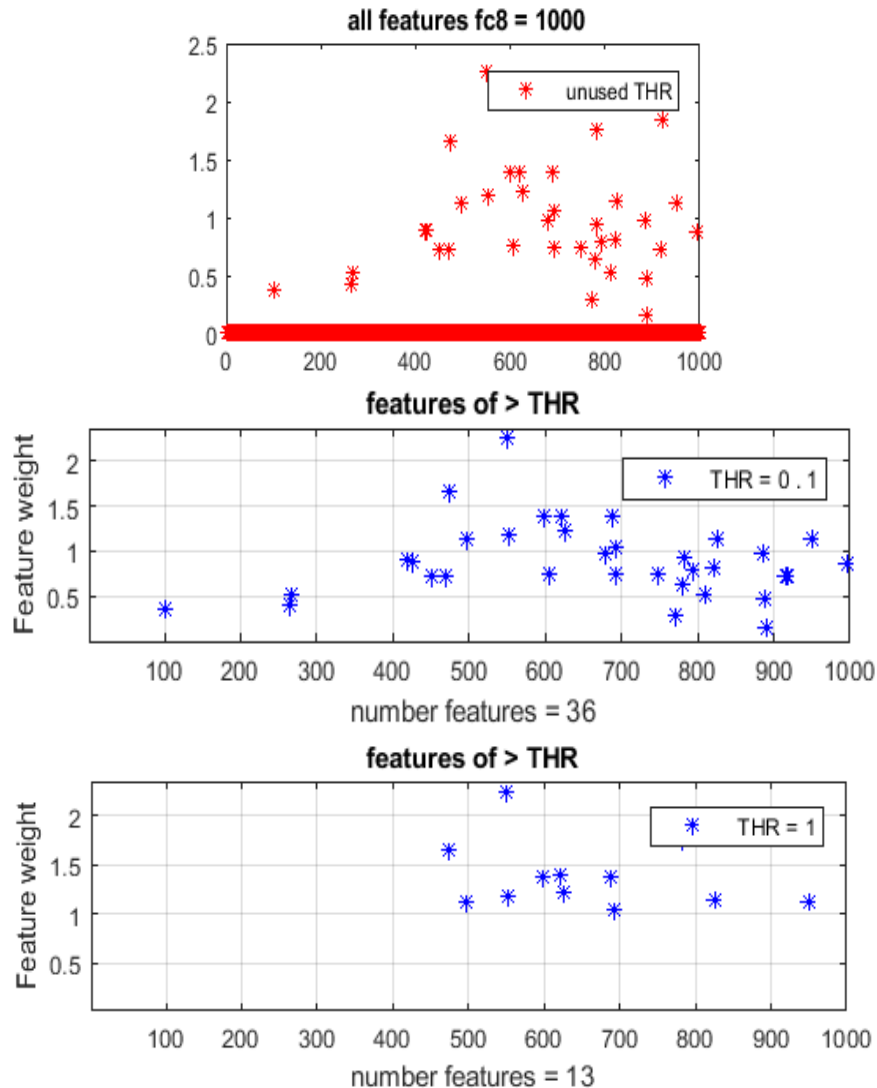 all features fc8 = 1000
2.5
unused THR
2
1.5
1
0.5
0
0 200 400 600 800 1000
features of > THR
Feature weight
THR = 0 . 1
2
1.5
1
0.5
100 200 300 400 500 600 700 800 900 1000
number features = 36
features of > THR
Feature weight
THR = 1
2
1.5
1
0.5
100 200 300 400 500 600 700 800 900 1000
number features = 13